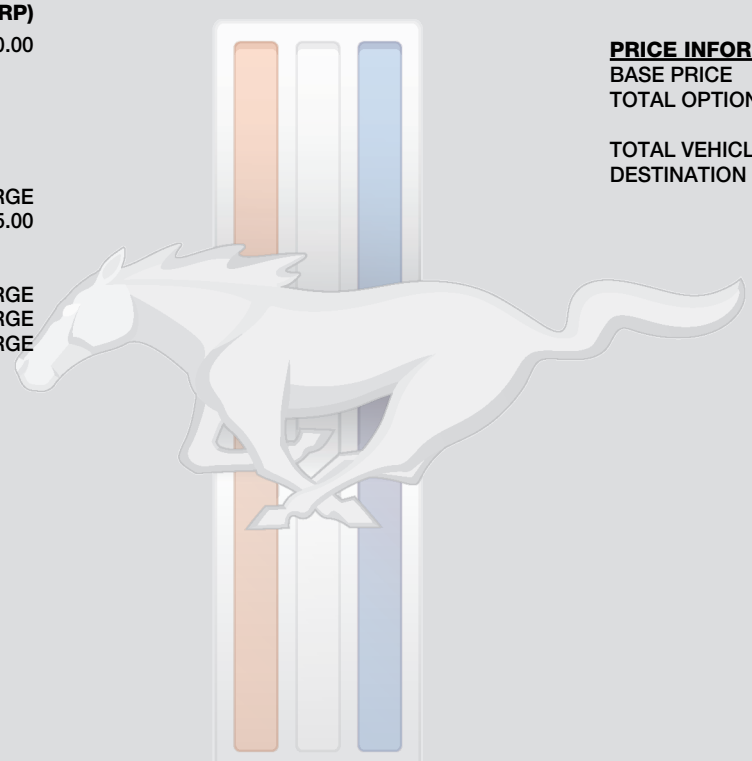 RP)
0.00
RGE
5.00
RGE
RGE
RGE
PRICE INFOR
BASE PRICE
TOTAL OPTION
TOTAL VEHICL
DESTINATION